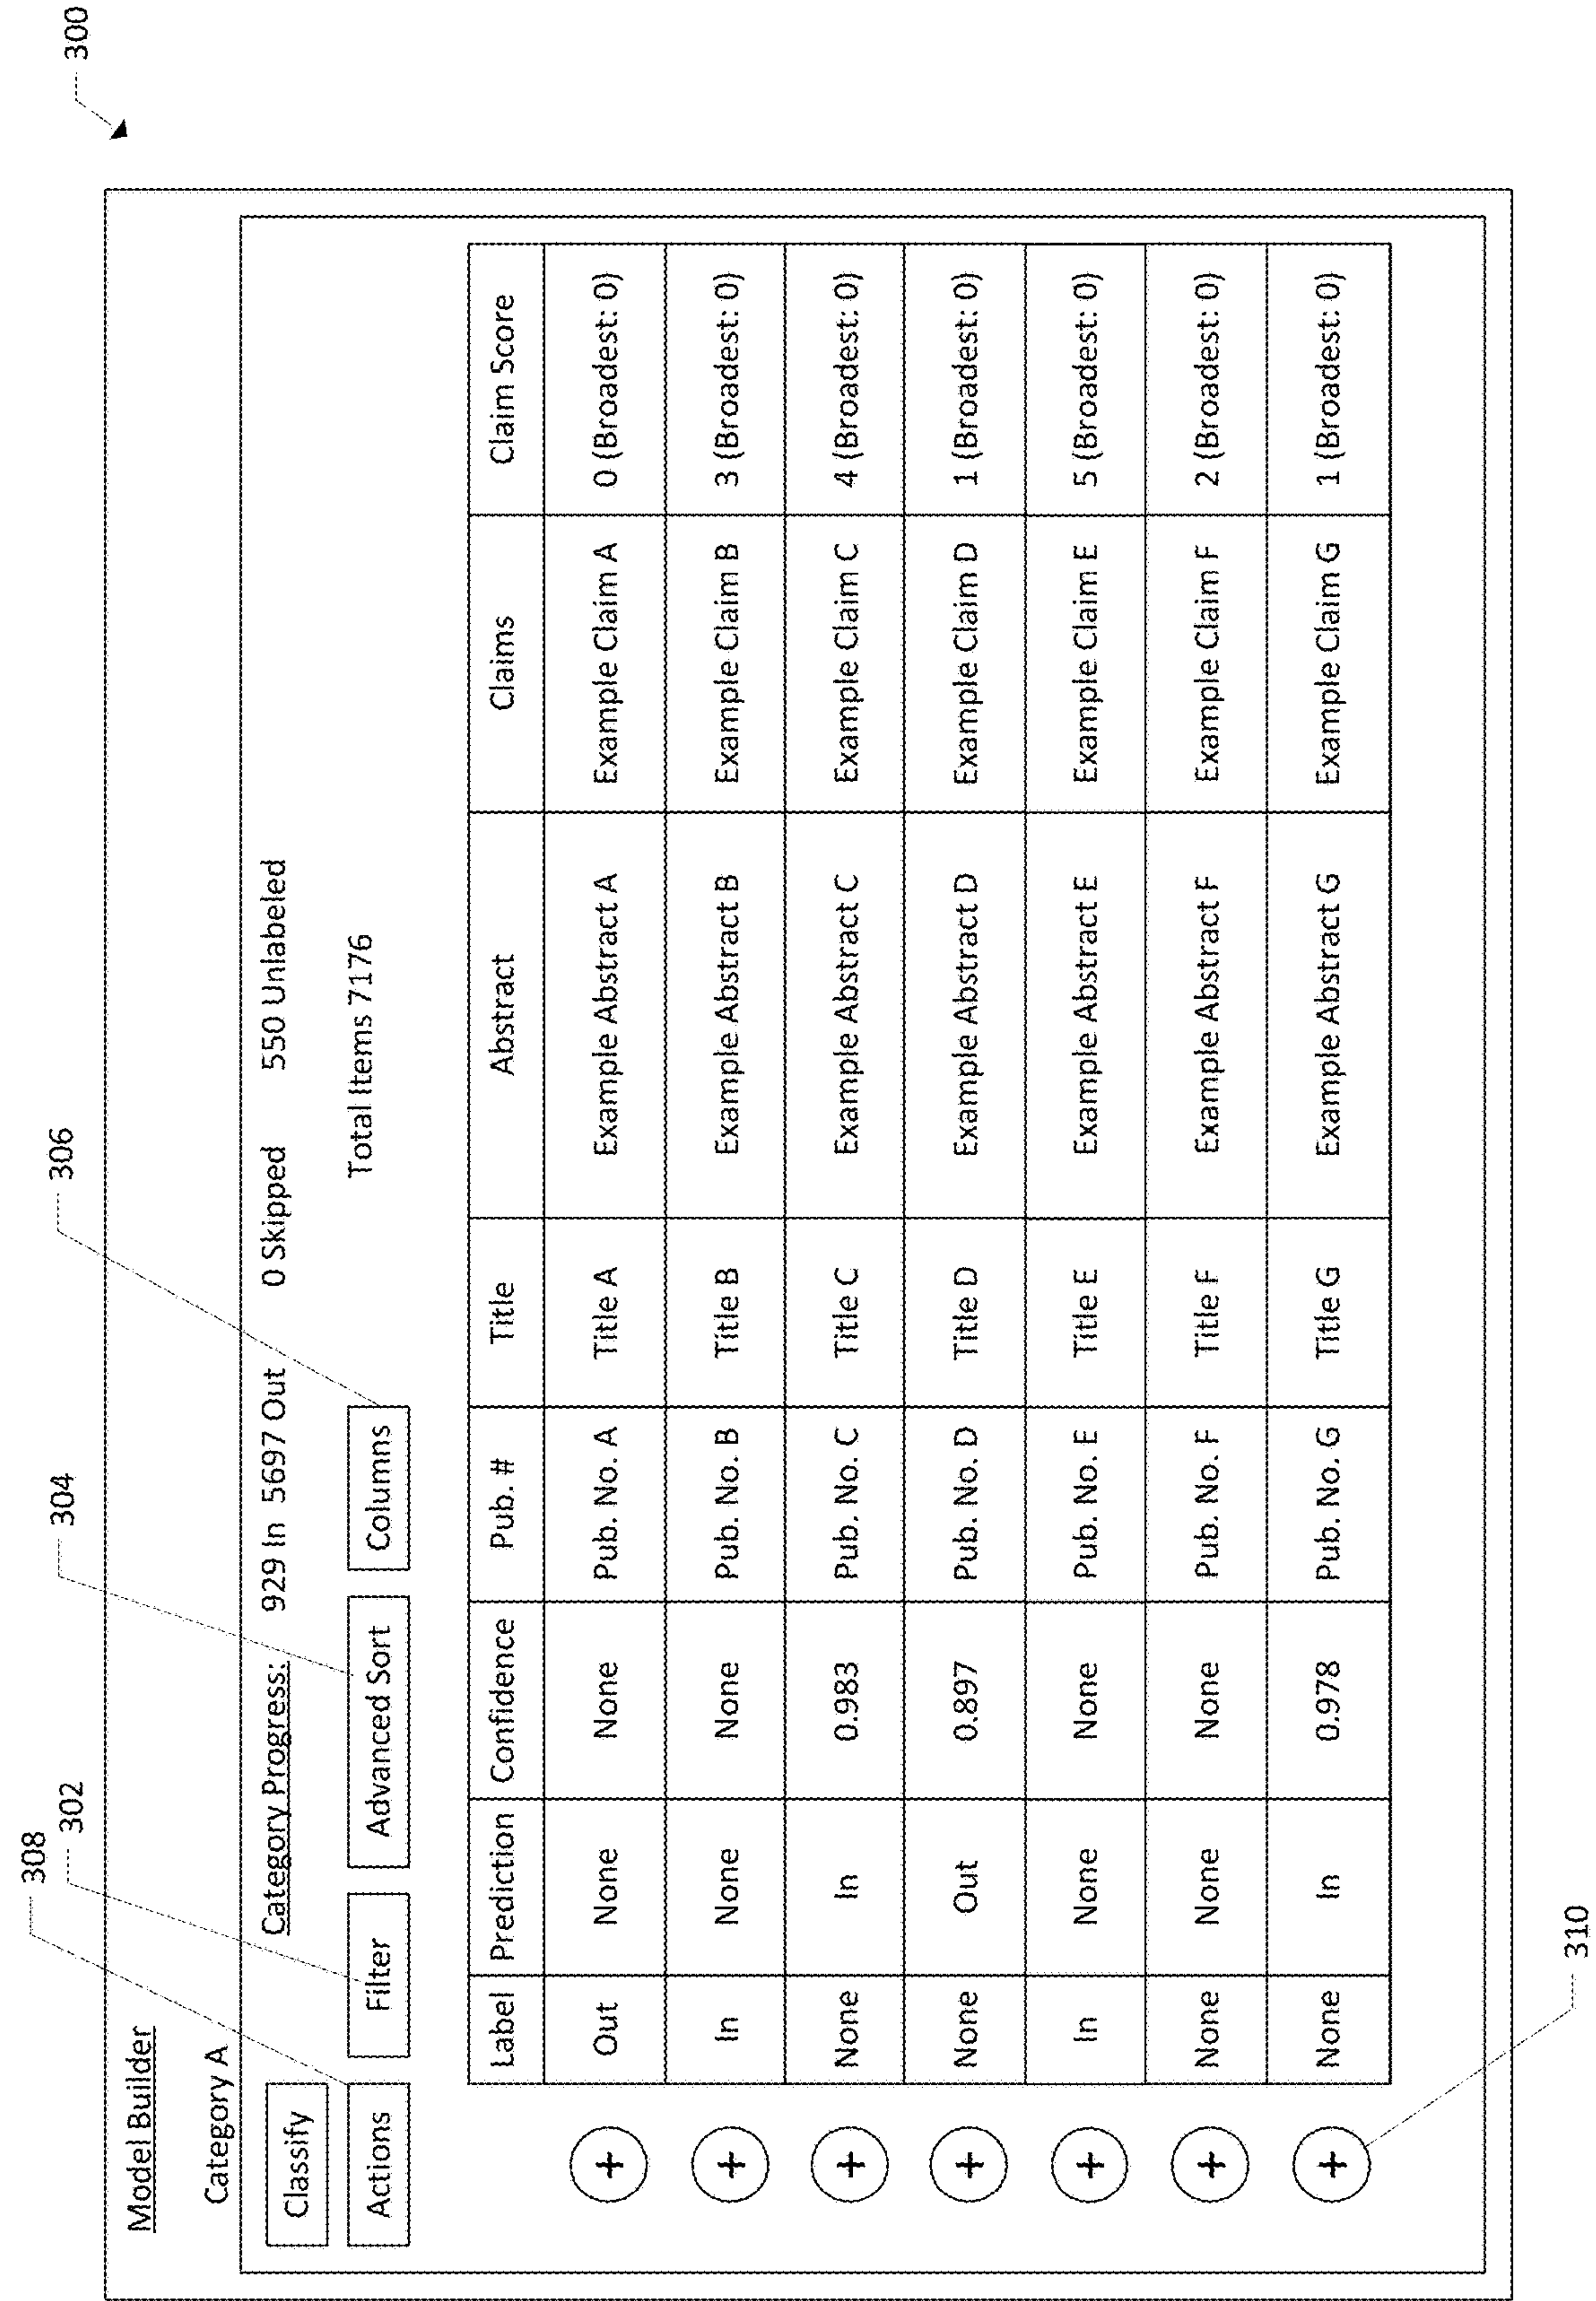 300
Model Builder
Category A
Classify
Category Progress: 929 In 5697 Out 0 Skipped 550 Unlabeled
308
302
304
306
Actions Filter Advanced Sort Columns Total Items 7176
Label Prediction Confidence Pub. # Title Abstract Claims Claim Score
+ Out None None Pub. No. A Title A Example Abstract A Example Claim A 0 (Broadest: 0)
+ In None None Pub. No. B Title B Example Abstract B Example Claim B 3 (Broadest: 0)
+ None In 0.983 Pub. No. C Title C Example Abstract C Example Claim C 4 (Broadest: 0)
+ None Out 0.897 Pub. No. D Title D Example Abstract D Example Claim D 1 (Broadest: 0)
+ In None None Pub. No. E Title E Example Abstract E Example Claim E 5 (Broadest: 0)
+ None None None Pub. No. F Title F Example Abstract F Example Claim F 2 (Broadest: 0)
+ None In 0.978 Pub. No. G Title G Example Abstract G Example Claim G 1 (Broadest: 0)
310